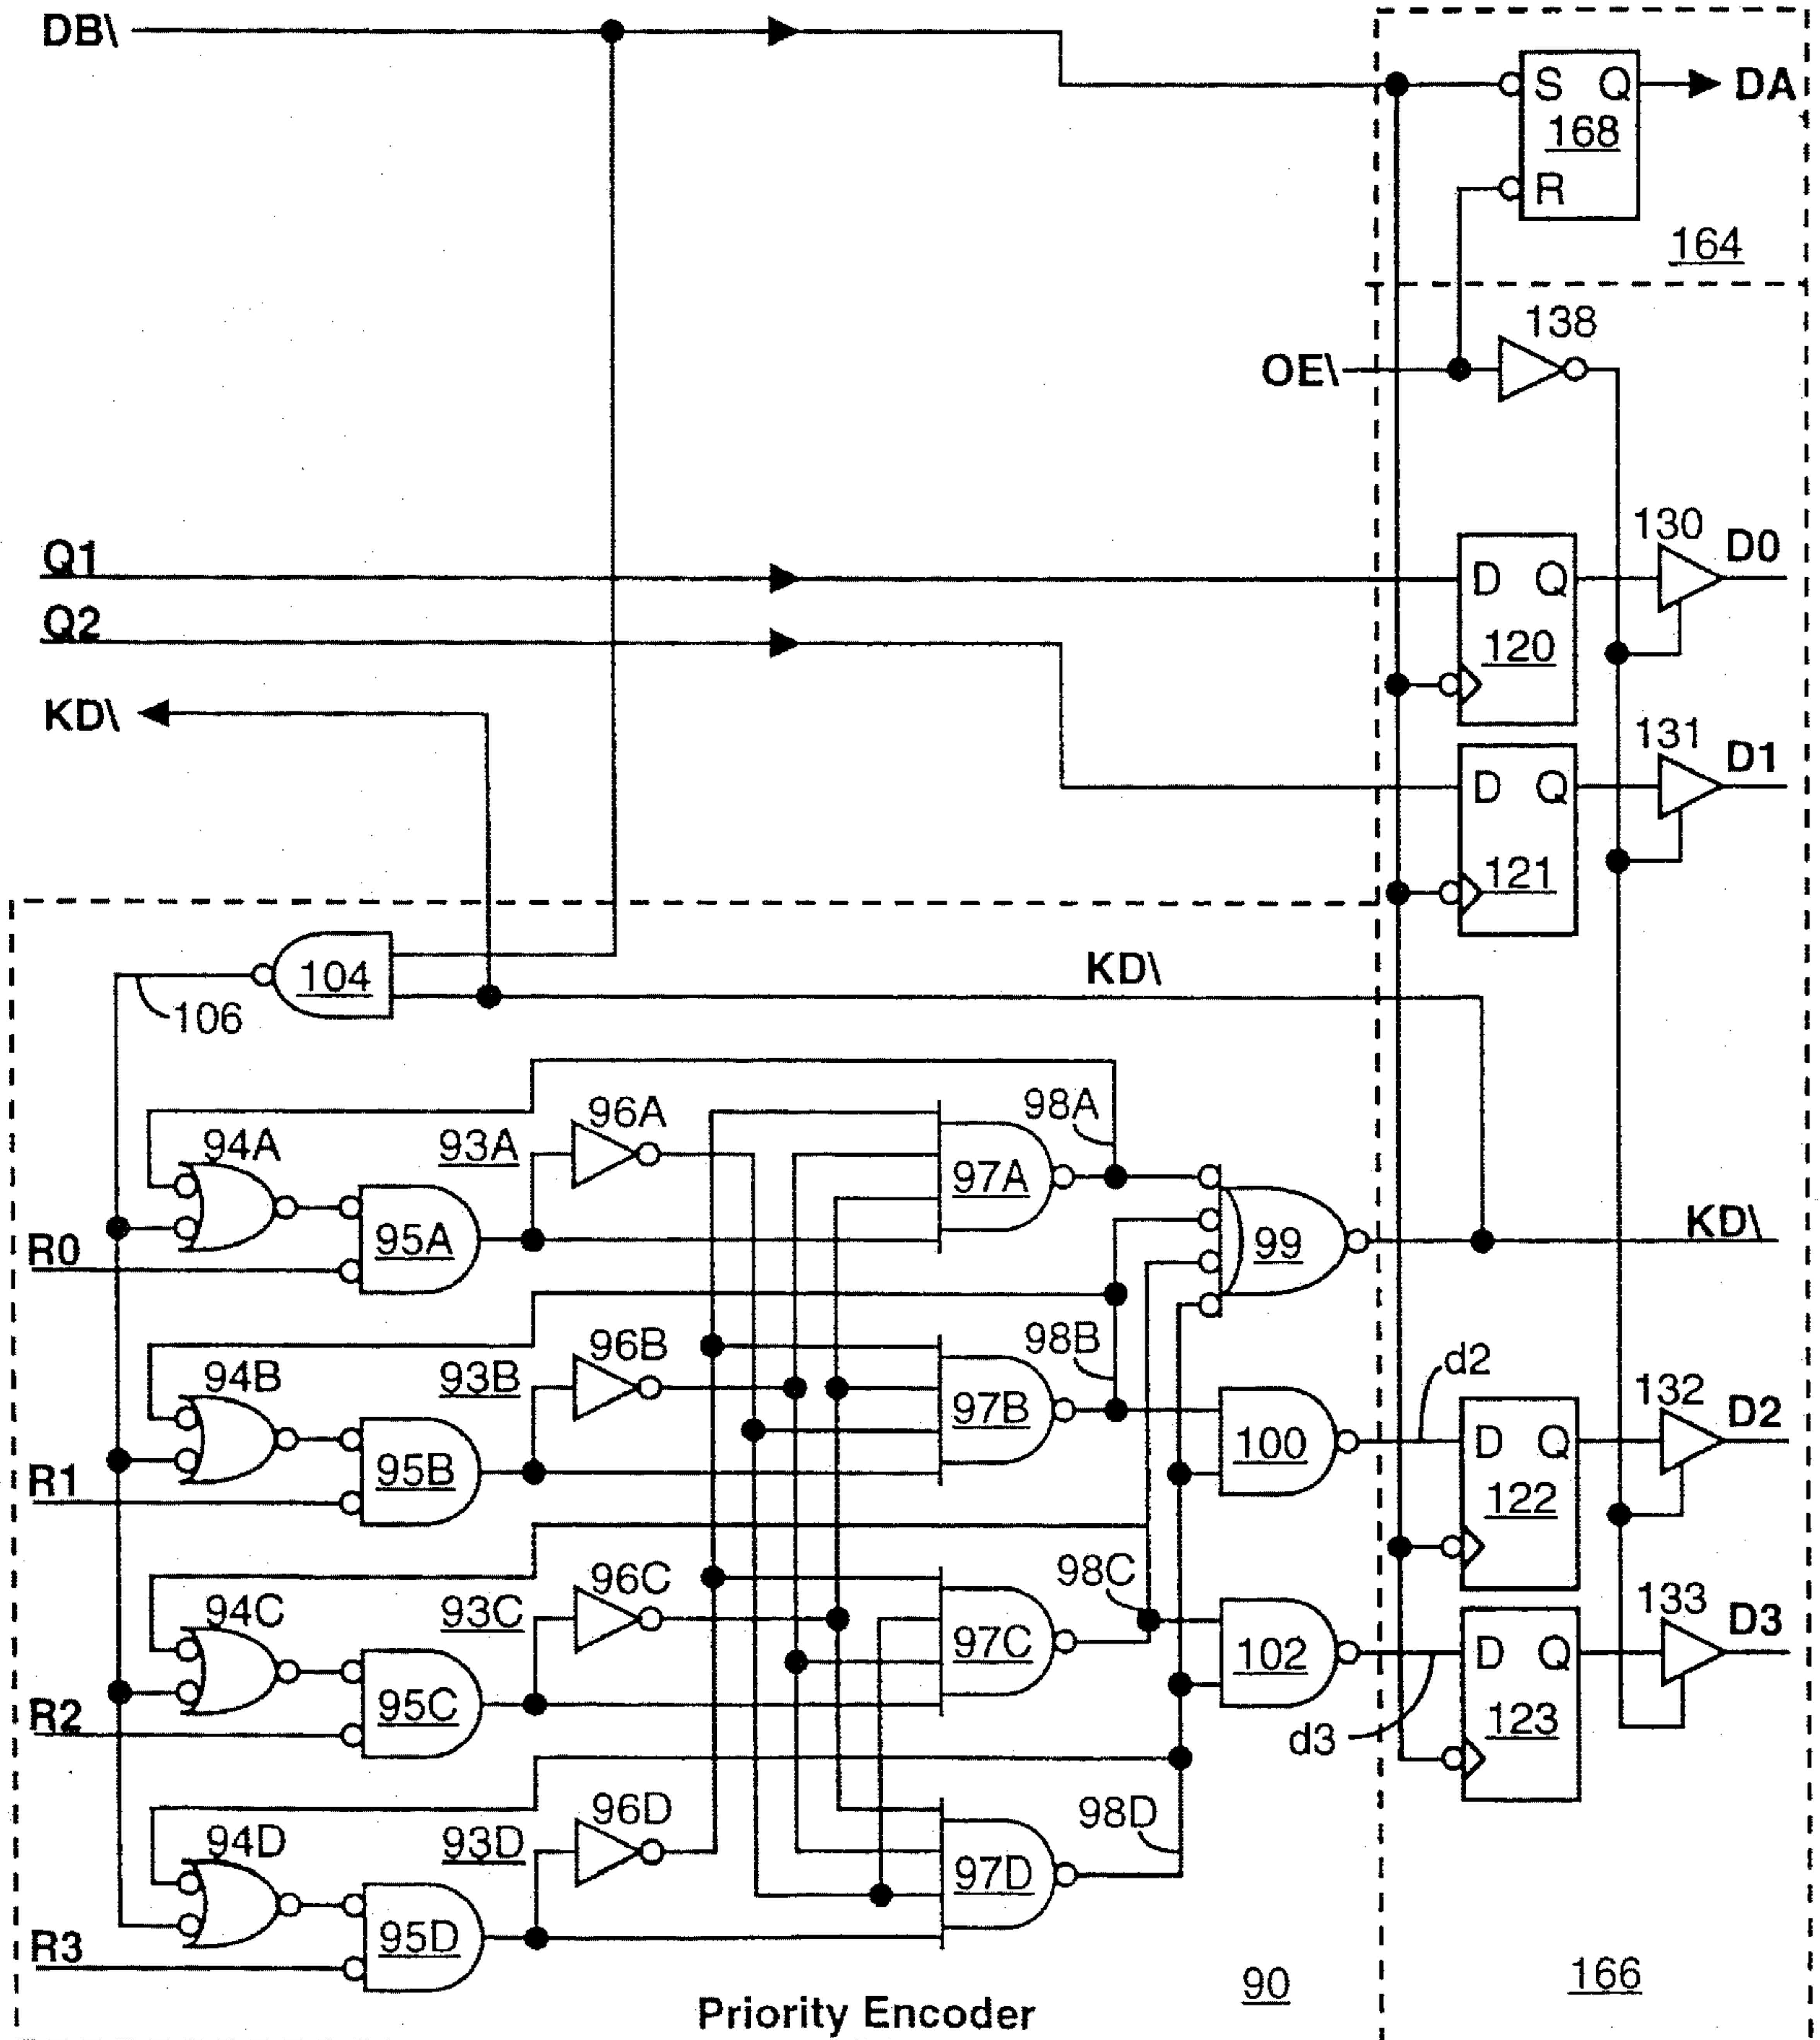 DB\
S Q
DA
168
R
164
138
OE\
Q1
130
D0
D Q
Q2
120
KD\
131
D1
D Q
121
104
KD\
106
96A
98A
94A
93A
97A
95A
99
KD\
R0
96B
98B
d2
94B
93B
97B
132
D2
100
D Q
R1
95B
122
96C
98C
133
D3
94C
93C
97C
102
D Q
R2
95C
123
d3
96D
98D
94D
93D
97D
R3
95D
90
166
Priority Encoder